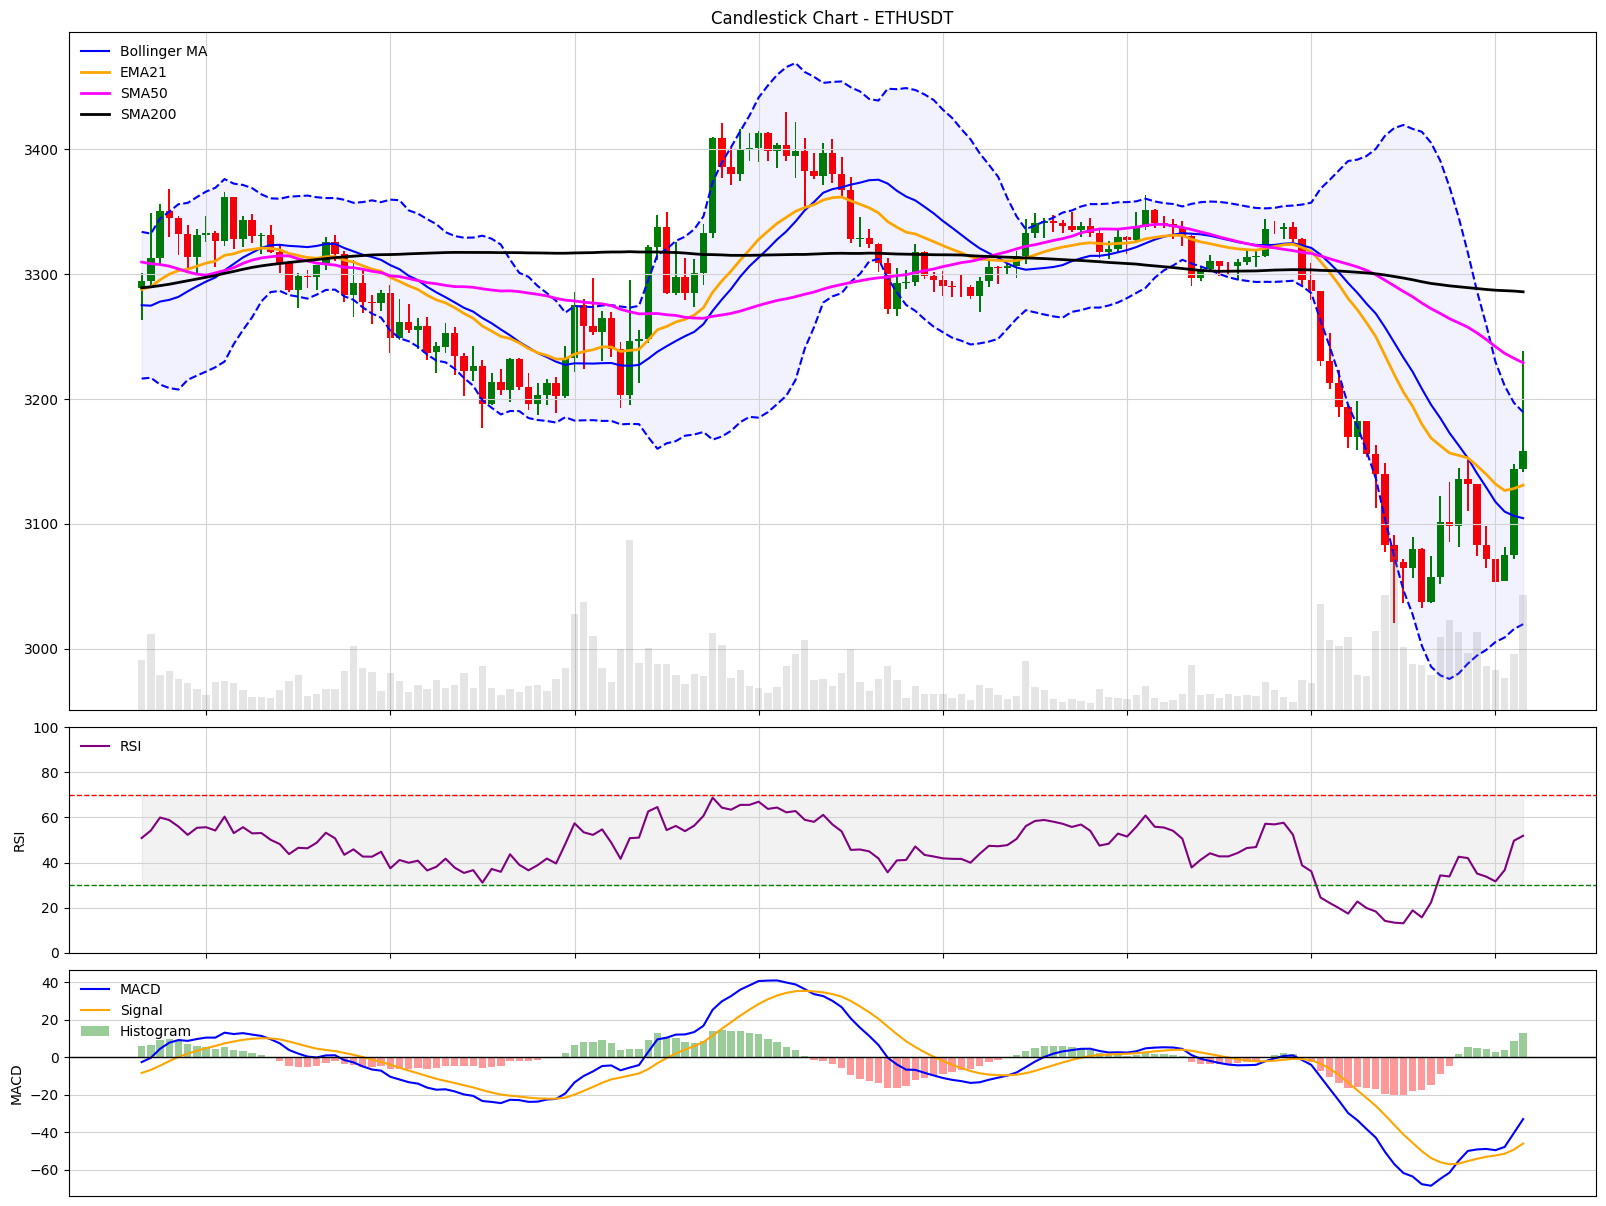 Candlestick Chart - ETHUSDT
Bollinger MA
EMA21
SMA50
SMA200
3400
3300
3200
3100
3000
RSI
100
80
60
40
20
0
RSI
MACD
Signal
Histogram
40
20
0
−20
−40
−60
MACD